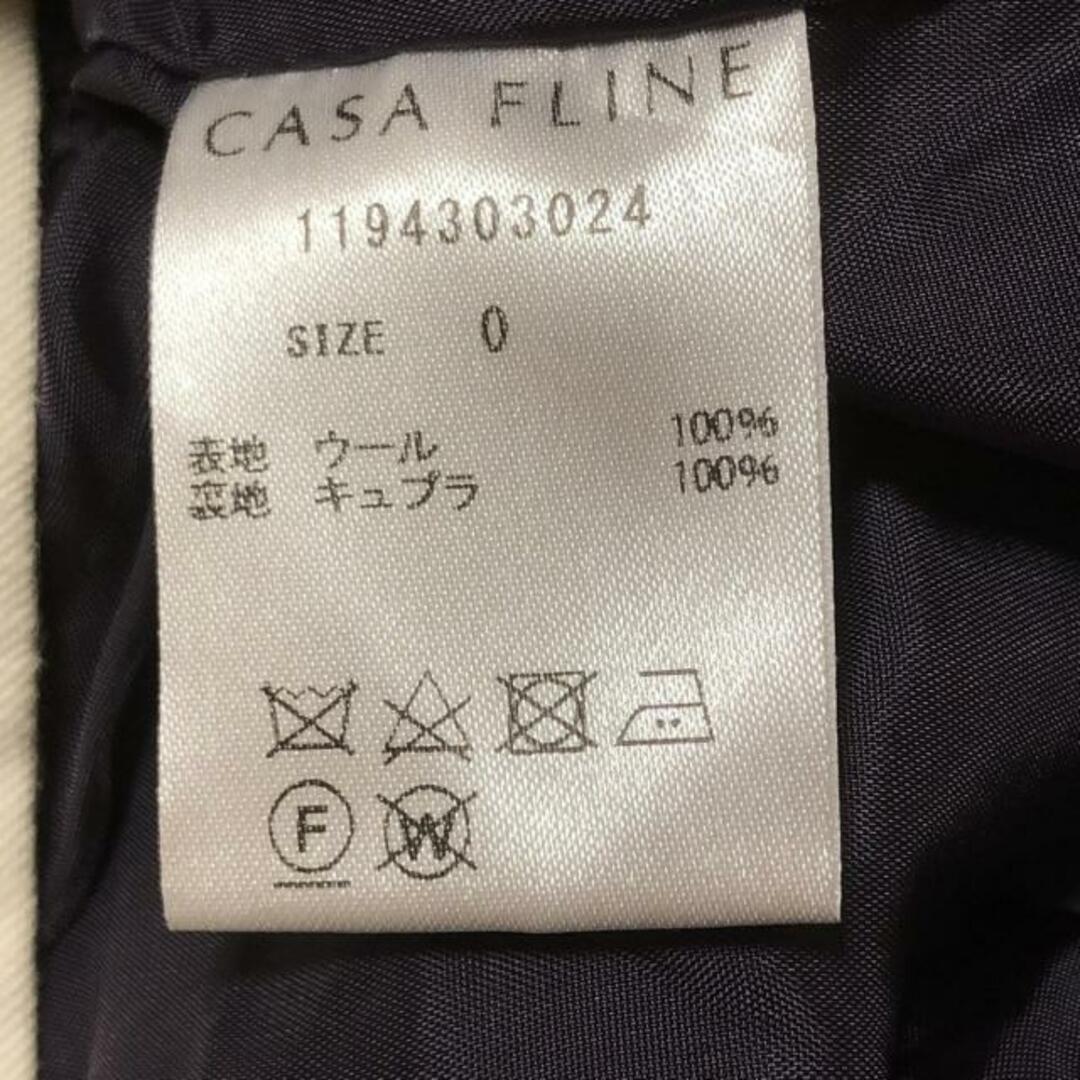 CASA FLINE
1194303024
SIZE 0
表地 ウール 100%
裏地 キュプラ 100%
F W